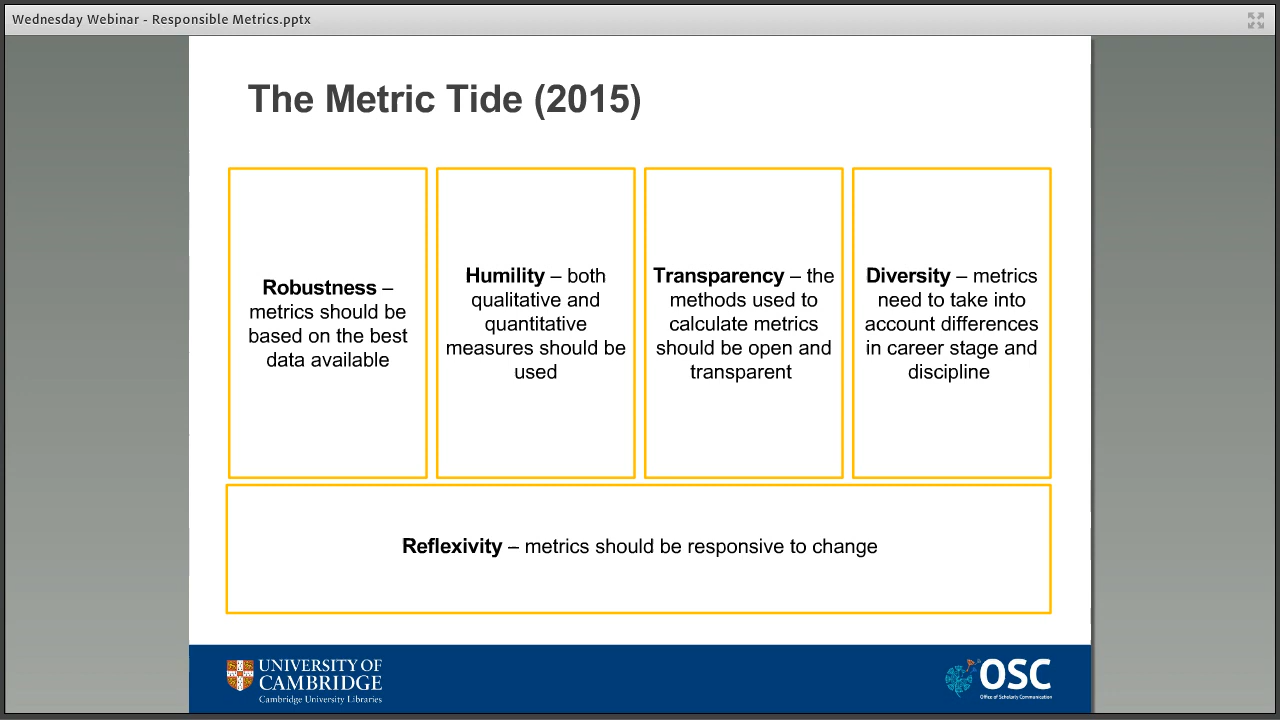 Wednesday Webinar - Responsible Metrics.pptx
The Metric Tide (2015)
Robustness –
metrics should be
based on the best
data available
Humility – both
qualitative and
quantitative
measures should be
used
Transparency – the
methods used to
calculate metrics
should be open and
transparent
Diversity – metrics
need to take into
account differences
in career stage and
discipline
Reflexivity – metrics should be responsive to change
UNIVERSITY OF
CAMBRIDGE
Cambridge University Libraries
OSC
Office of Scholarly Communication